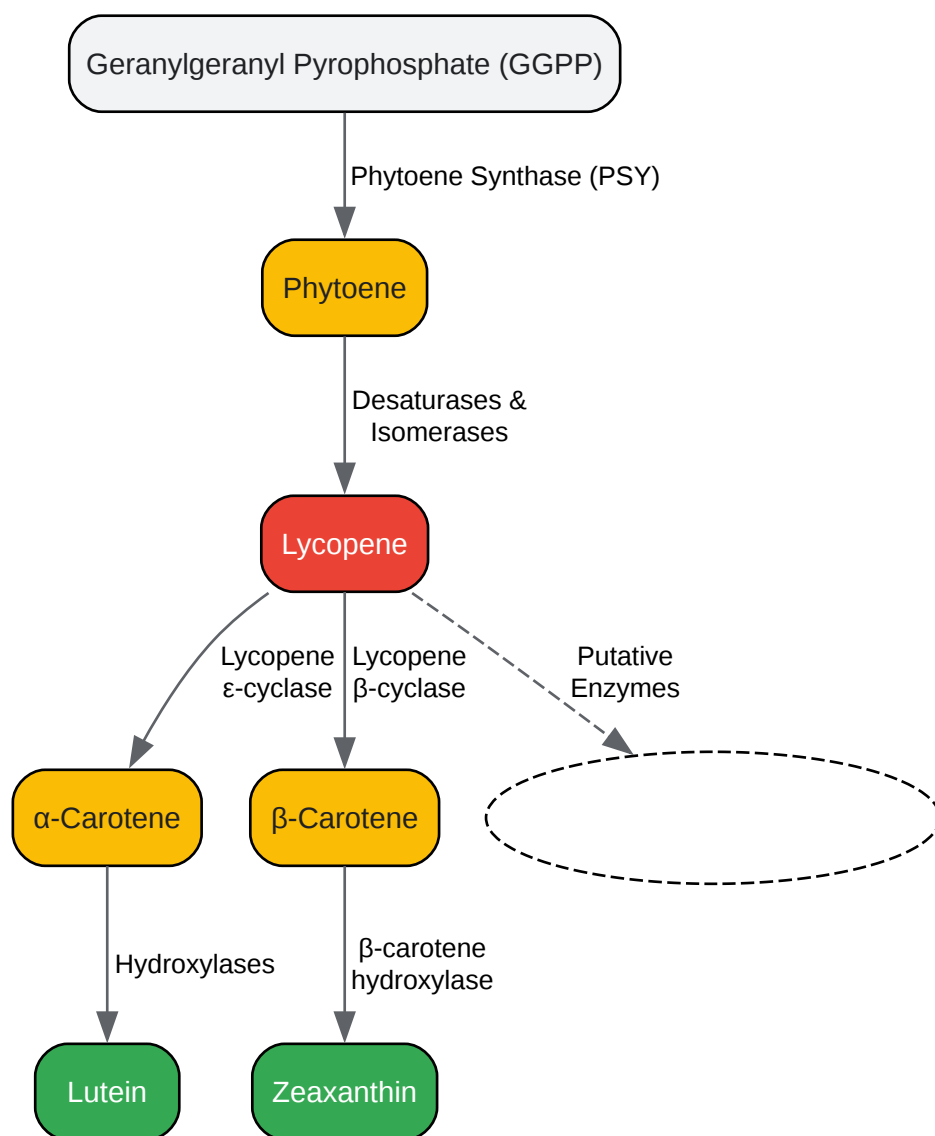 Geranylgeranyl Pyrophosphate (GGPP)
Phytoene Synthase (PSY)
Phytoene
Desaturases &
Isomerases
Lycopene
Lycopene
ε-cyclase
Lycopene
β-cyclase
Putative
Enzymes
α-Carotene
β-Carotene
Hydroxylases
β-carotene
hydroxylase
Lutein
Zeaxanthin